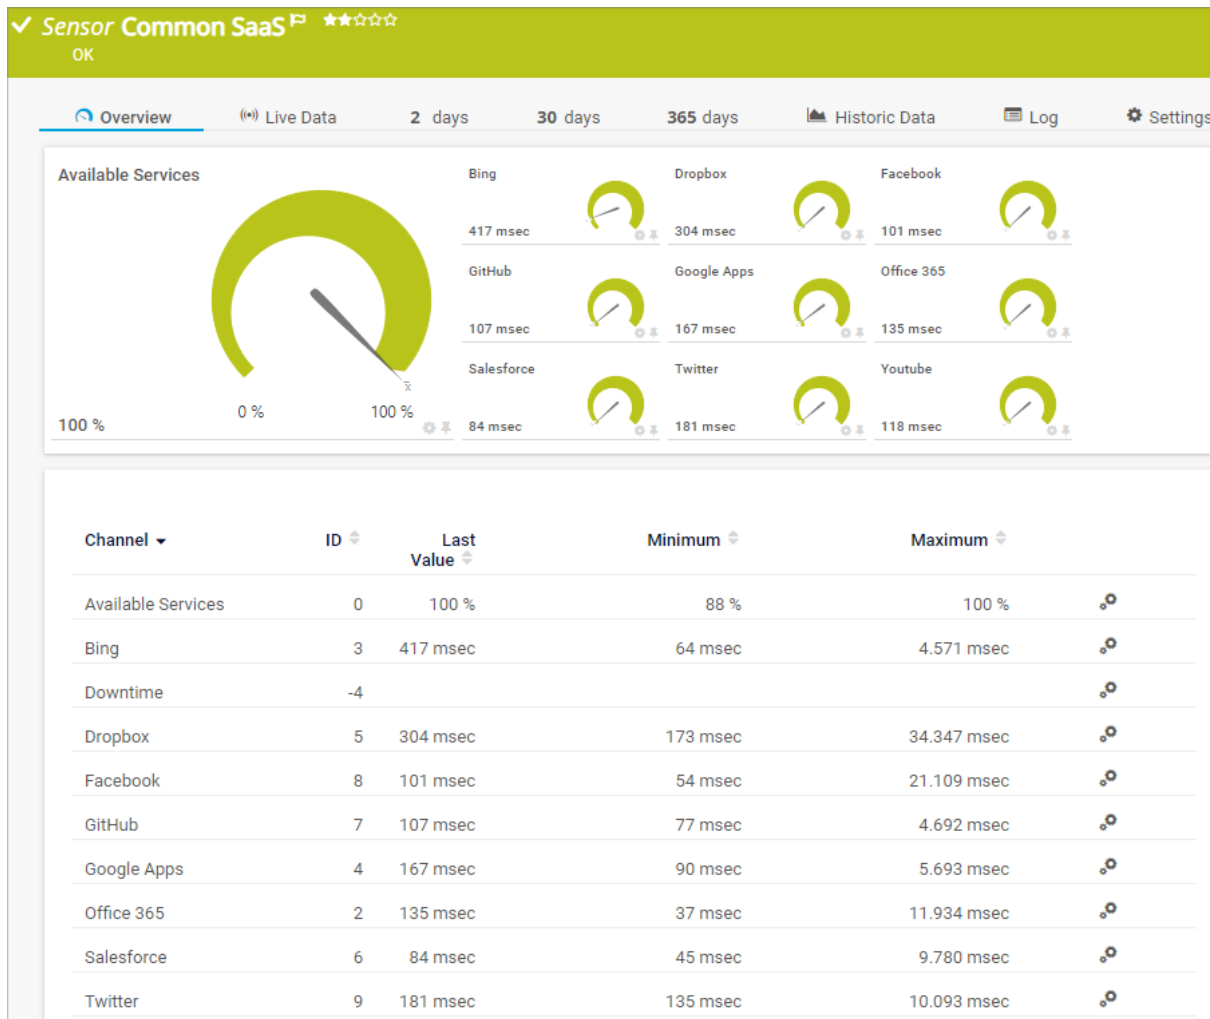 Sensor Common SaaS
OK
Overview Live Data 2 days 30 days 365 days Historic Data Log Settings
Available Services
0 % 100 %
100 %
Bing
417 msec
Dropbox
304 msec
Facebook
101 msec
GitHub
107 msec
Google Apps
167 msec
Office 365
135 msec
Salesforce
84 msec
Twitter
181 msec
Youtube
118 msec
Channel ID Last Value Minimum Maximum
Available Services 0 100 % 88 % 100 %
Bing 3 417 msec 64 msec 4.571 msec
Downtime -4
Dropbox 5 304 msec 173 msec 34.347 msec
Facebook 8 101 msec 54 msec 21.109 msec
GitHub 7 107 msec 77 msec 4.692 msec
Google Apps 4 167 msec 90 msec 5.693 msec
Office 365 2 135 msec 37 msec 11.934 msec
Salesforce 6 84 msec 45 msec 9.780 msec
Twitter 9 181 msec 135 msec 10.093 msec